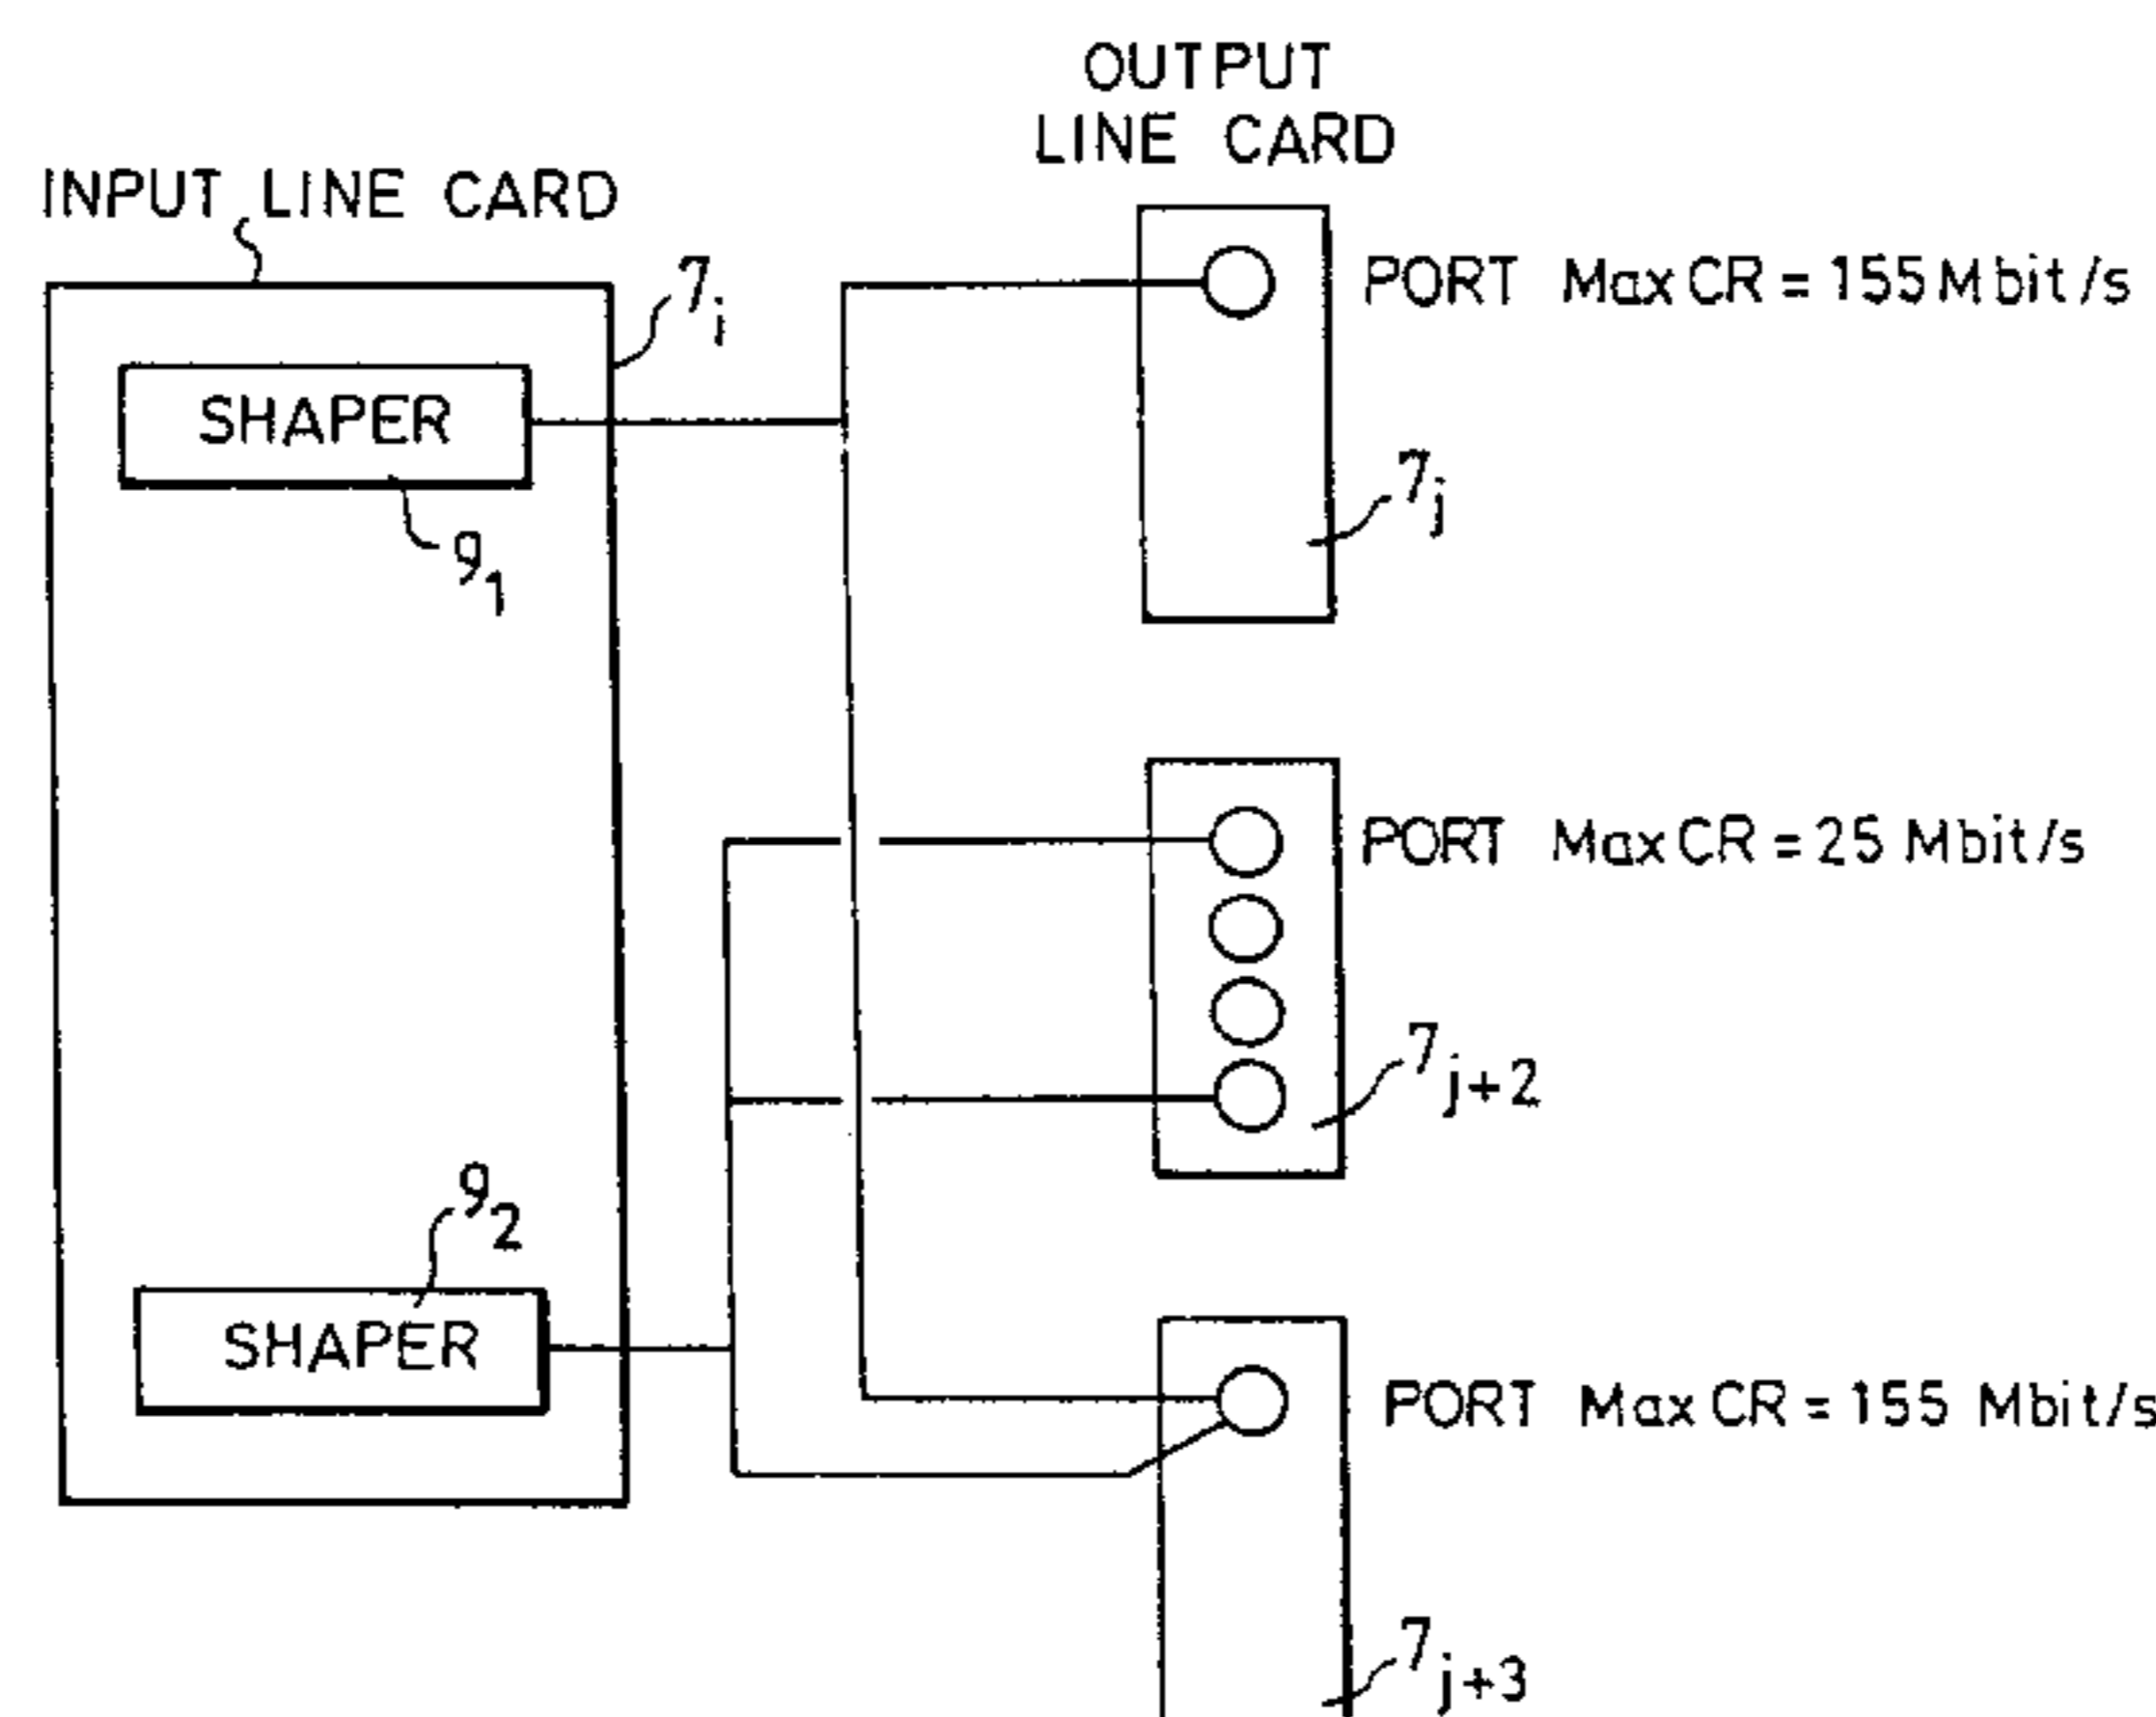 OUTPUT
LINE CARD
INPUT LINE CARD
7i
PORT MaxCR = 155 Mbit/s
SHAPER
7j
91
PORT MaxCR = 25 Mbit/s
7j+2
92
SHAPER
PORT MaxCR = 155 Mbit/s
7j+3